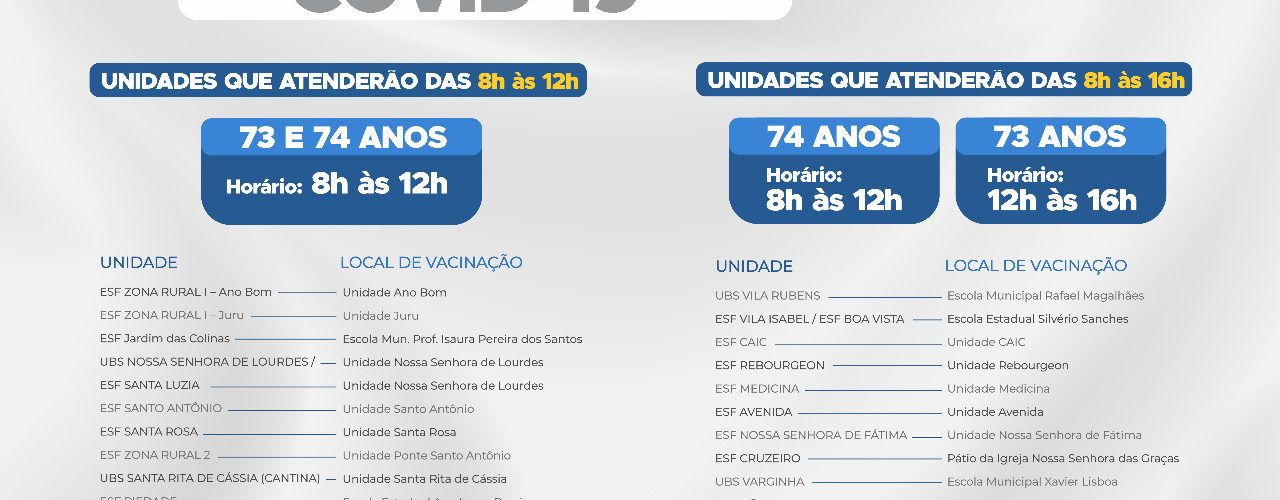 COVID-19
UNIDADES QUE ATENDERÃO DAS 8h às 12h
73 E 74 ANOS
Horário: 8h às 12h
UNIDADE LOCAL DE VACINAÇÃO
ESF ZONA RURAL I – Ano Bom Unidade Ano Bom
ESF ZONA RURAL I – Juru Unidade Juru
ESF Jardim das Colinas Escola Mun. Prof. Isaura Pereira dos Santos
UBS NOSSA SENHORA DE LOURDES / Unidade Nossa Senhora de Lourdes
ESF SANTA LUZIA Unidade Nossa Senhora de Lourdes
ESF SANTO ANTÔNIO Unidade Santo Antônio
ESF SANTA ROSA Unidade Santa Rosa
ESF ZONA RURAL 2 Unidade Ponte Santo Antônio
UBS SANTA RITA DE CÁSSIA (CANTINA) Unidade Santa Rita de Cássia
ESF PIEDADE
UNIDADES QUE ATENDERÃO DAS 8h às 16h
74 ANOS
Horário:
8h às 12h
73 ANOS
Horário:
12h às 16h
UNIDADE LOCAL DE VACINAÇÃO
UBS VILA RUBENS Escola Municipal Rafael Magalhães
ESF VILA ISABEL / ESF BOA VISTA Escola Estadual Silvério Sanches
ESF CAIC Unidade CAIC
ESF REBOURGEON Unidade Rebourgeon
ESF MEDICINA Unidade Medicina
ESF AVENIDA Unidade Avenida
ESF NOSSA SENHORA DE FÁTIMA Unidade Nossa Senhora de Fátima
ESF CRUZEIRO Pátio da Igreja Nossa Senhora das Graças
UBS VARGINHA Escola Municipal Xavier Lisboa